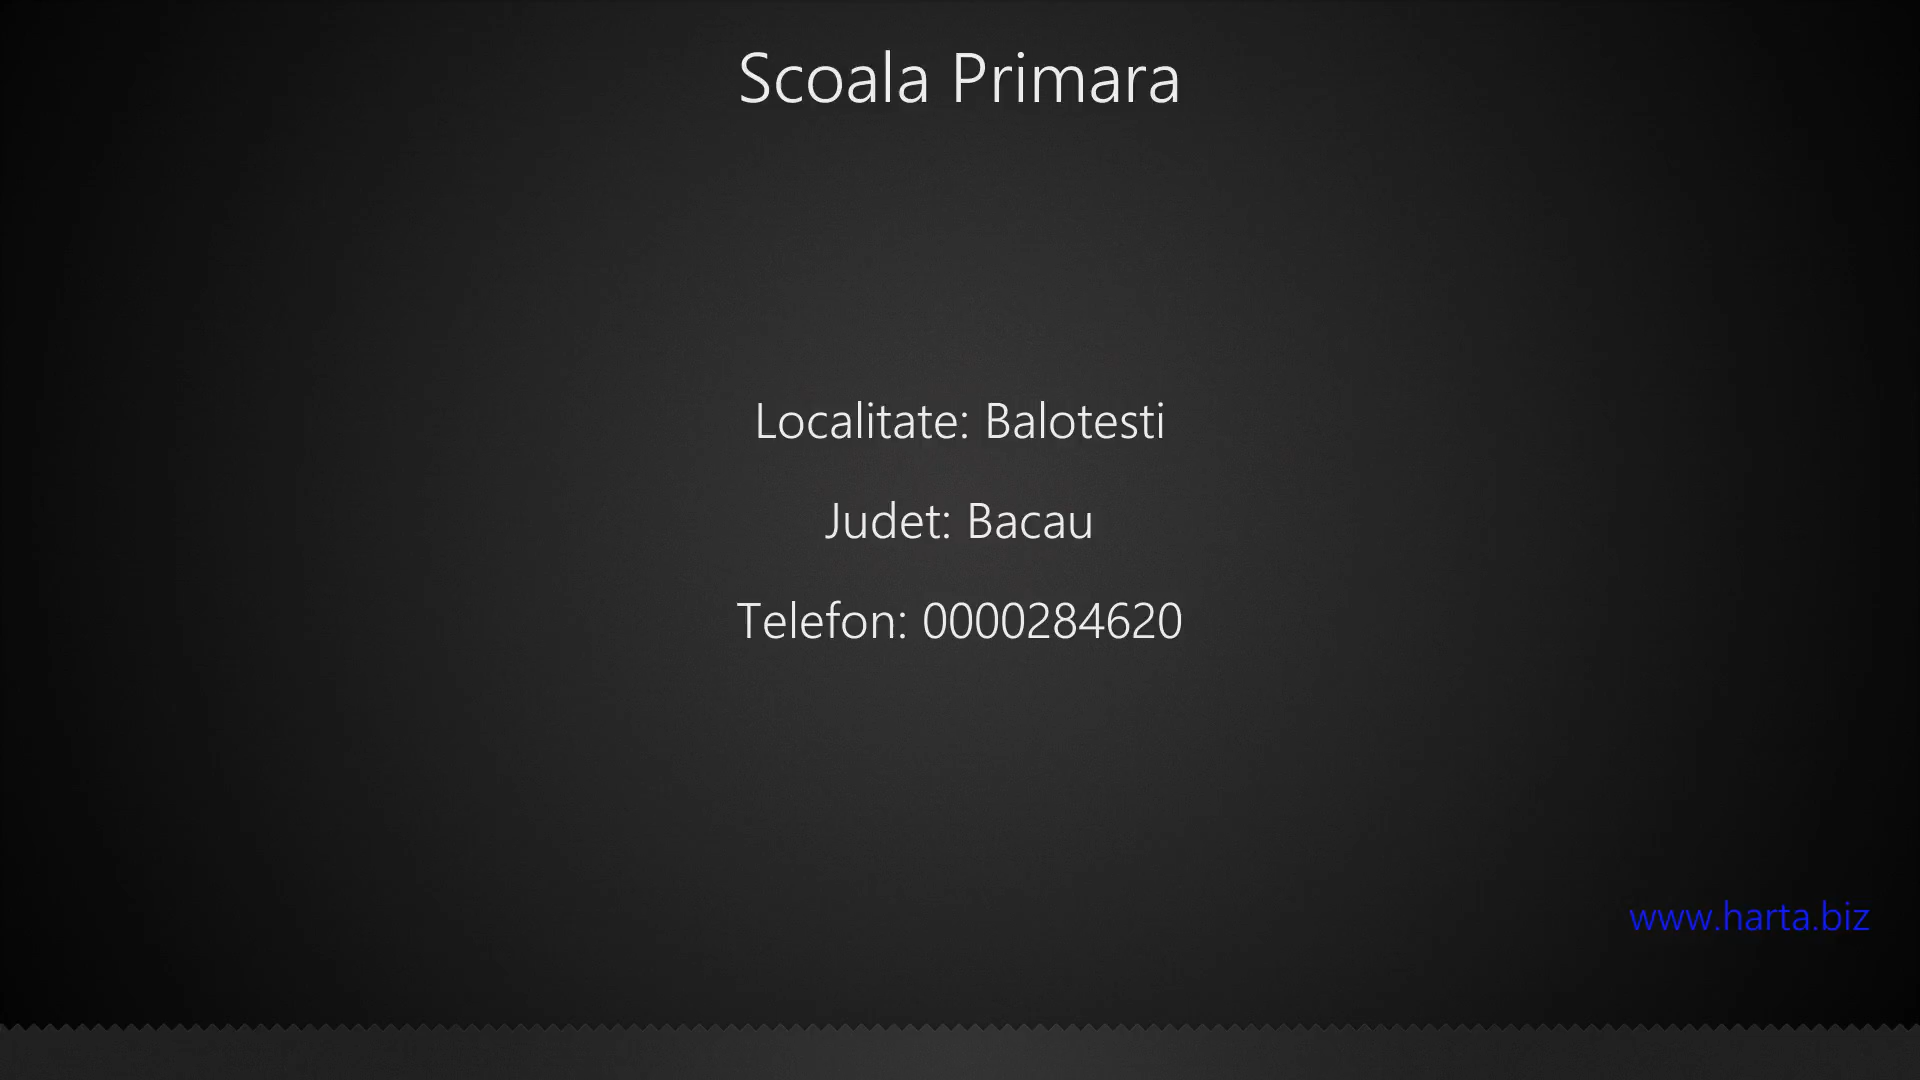 Scoala Primara
Localitate: Balotesti
Judet: Bacau
Telefon: 0000284620
www.harta.biz